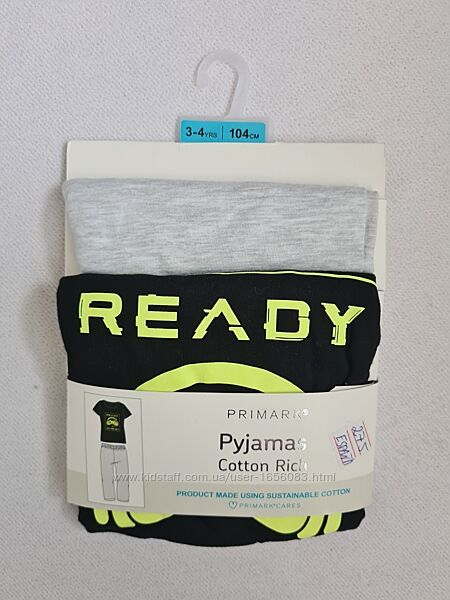 3-4YRS | 104CM
READY
PRIMARK®
Pyjamas
Cotton Rich
275
www.kidstaff.com.ua/user-1656083.html
PRODUCT MADE USING SUSTAINABLE COTTON
PRIMARK CARES